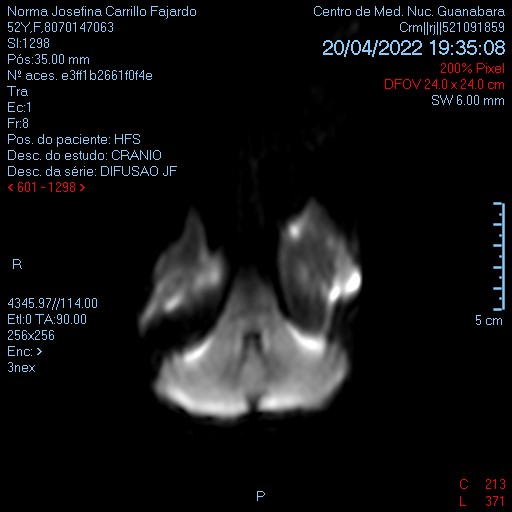 Norma Josefina Carrillo Fajardo
52Y,F,8070147063
Sl:1298
Pós:35.00 mm
Nº aces. e3ff1b2661f0f4e
Tra
Ec:1
Fr:8
Pos. do paciente: HFS
Desc. do estudo: CRANIO
Desc. da série: DIFUSAO JF
< 601 - 1298 >
Centro de Med. Nuc. Guanabara
Crm||rj||521091859
20/04/2022 19:35:08
200% Pixel
DFOV 24.0 x 24.0 cm
SW 6.00 mm
R
4345.97//114.00
Etl:0 TA:90.00
256x256
Enc: >
3nex
5 cm
P
C 213
L 371